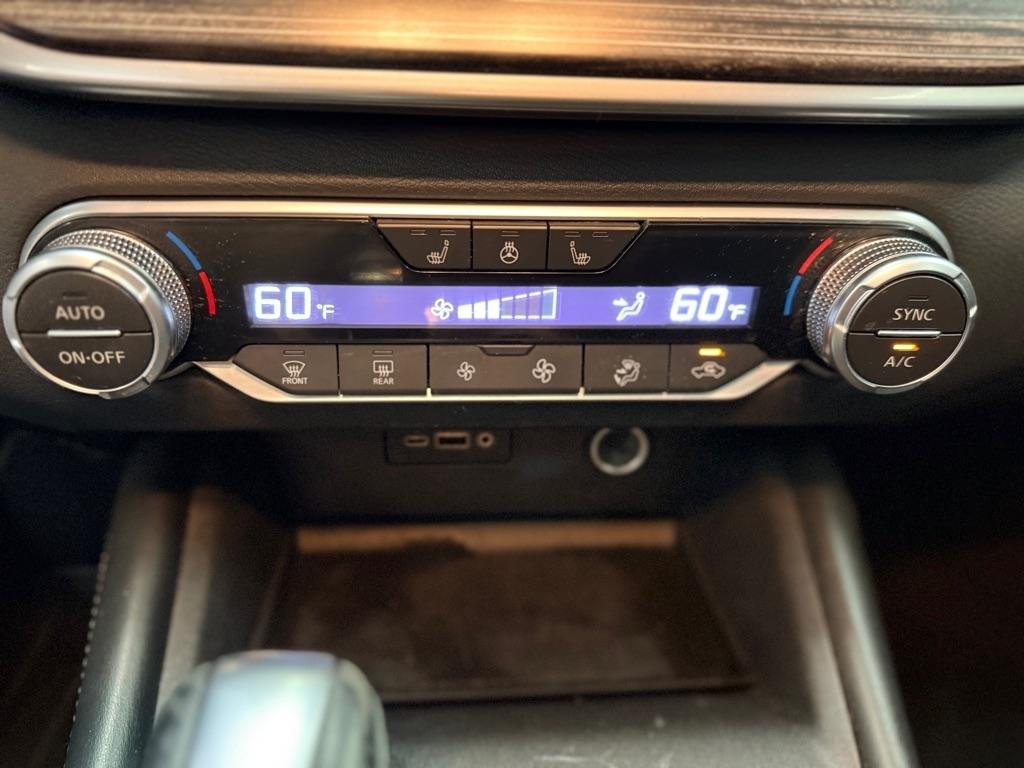 60°F
60°F
AUTO
ON·OFF
SYNC
A/C
FRONT
REAR